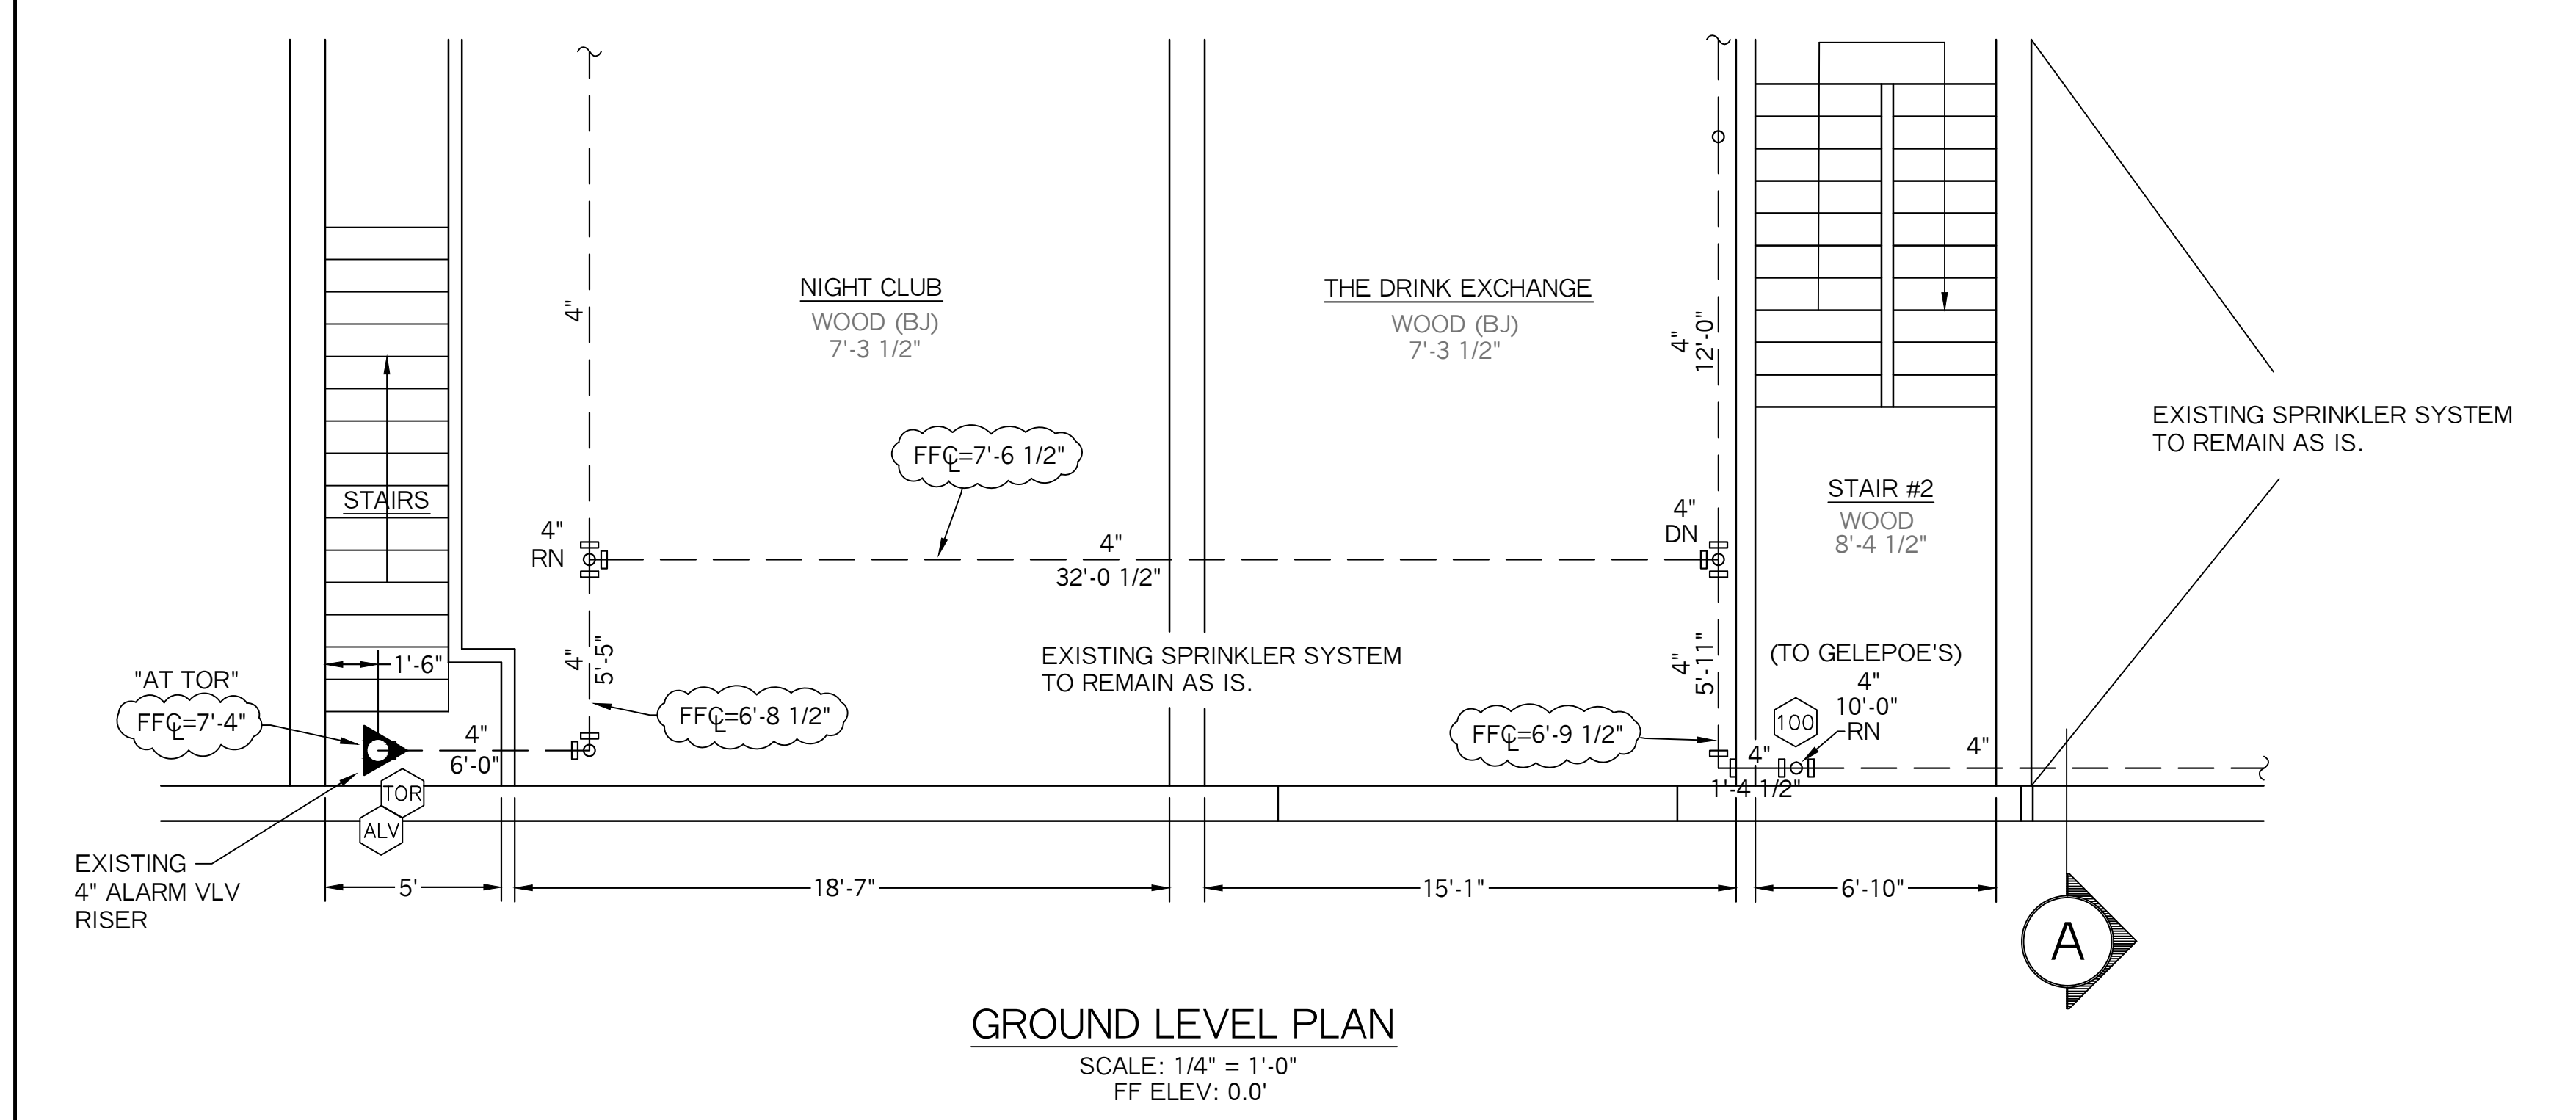 4"
NIGHT CLUB
WOOD (BJ)
7'-3 1/2"
THE DRINK EXCHANGE
WOOD (BJ)
7'-3 1/2"
4"
12'-0"
EXISTING SPRINKLER SYSTEM
TO REMAIN AS IS.
FF℄=7'-6 1/2"
STAIRS
STAIR #2
WOOD
8'-4 1/2"
4"
RN
4"
32'-0 1/2"
4"
DN
"AT TOR"
FF℄=7'-4"
1'-6"
4"
5'-5"
FF℄=6'-8 1/2"
EXISTING SPRINKLER SYSTEM
TO REMAIN AS IS.
4"
5'-11"
FF℄=6'-9 1/2"
(TO GELEPOE'S)
4"
10'-0"
RN
100
4"
6'-0"
4"
1'-4 1/2"
4"
TOR
ALV
EXISTING
4" ALARM VLV
RISER
5'
18'-7"
15'-1"
6'-10"
A
GROUND LEVEL PLAN
SCALE: 1/4" = 1'-0"
FF ELEV: 0.0'